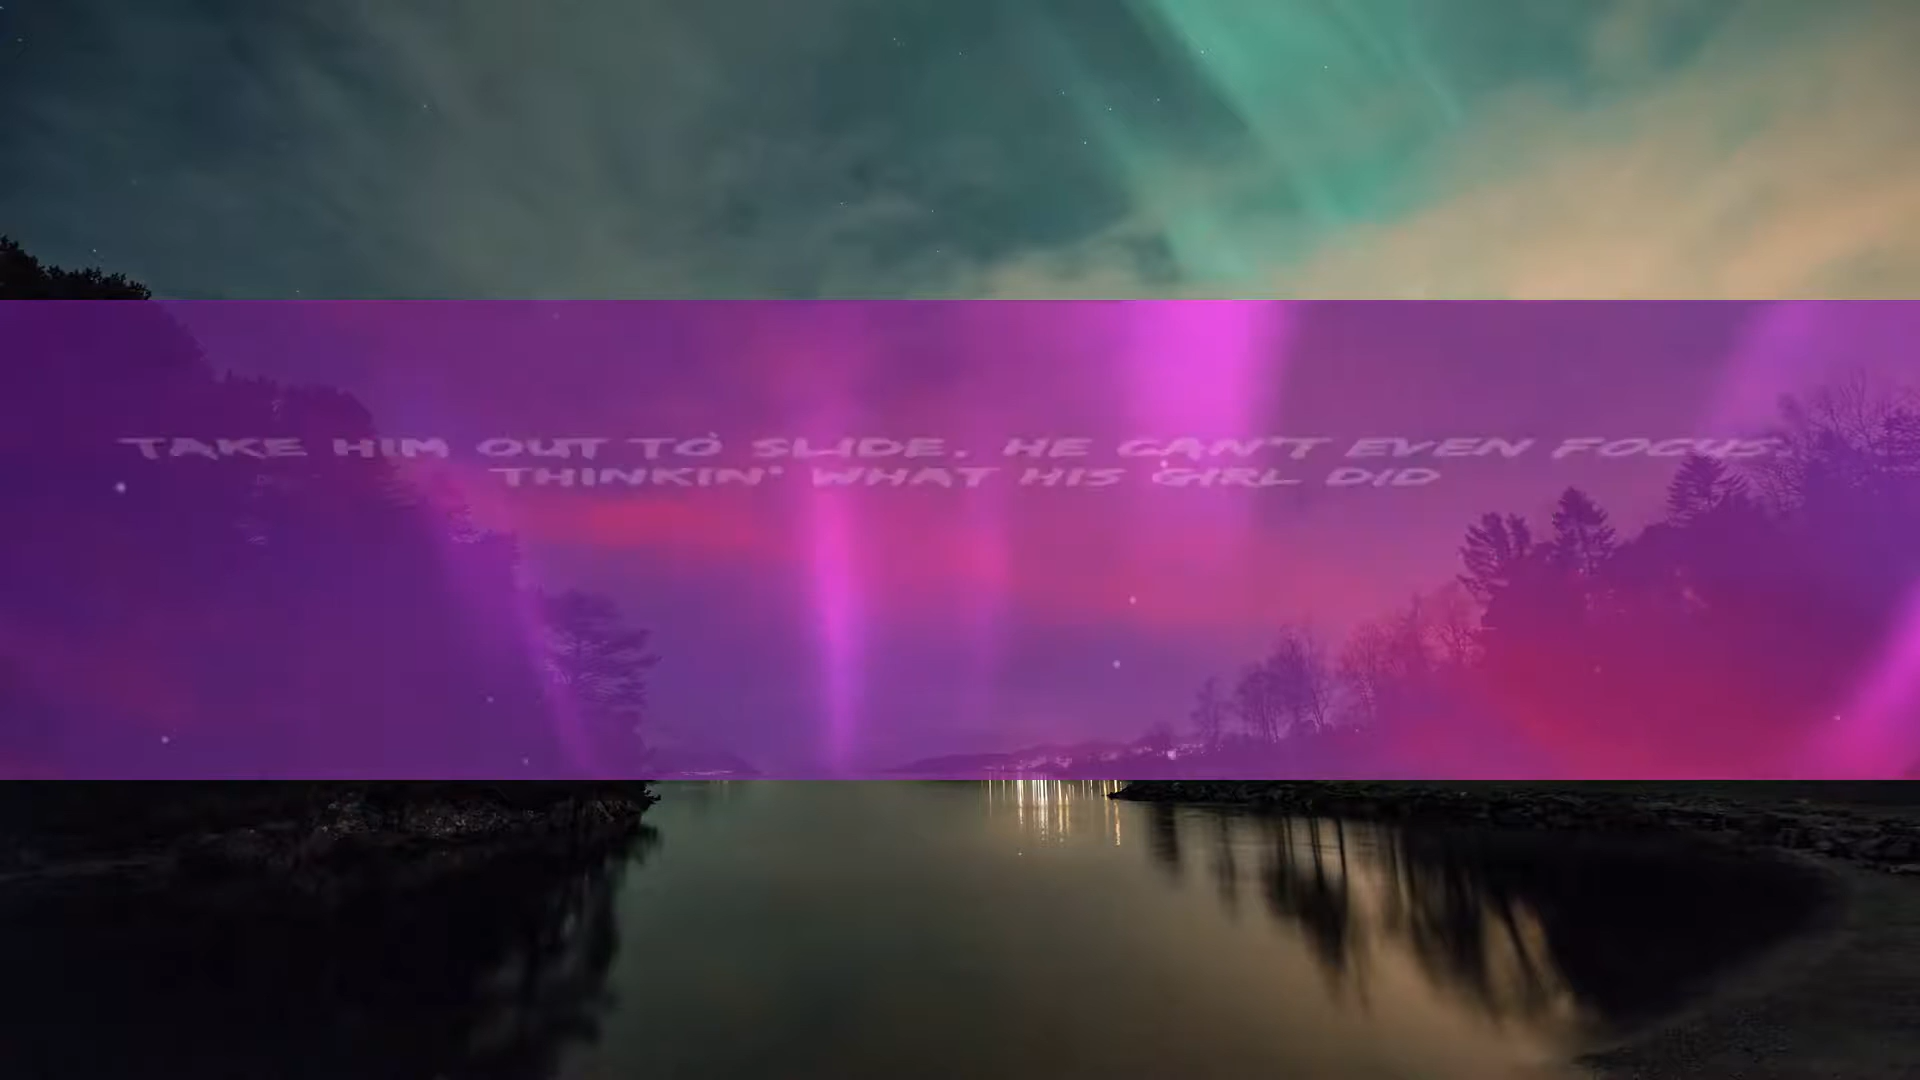 TAKE HIM OUT TO SLIDE, HE CAN'T EVEN FOCUS.
THINKIN' WHAT HIS GIRL DID